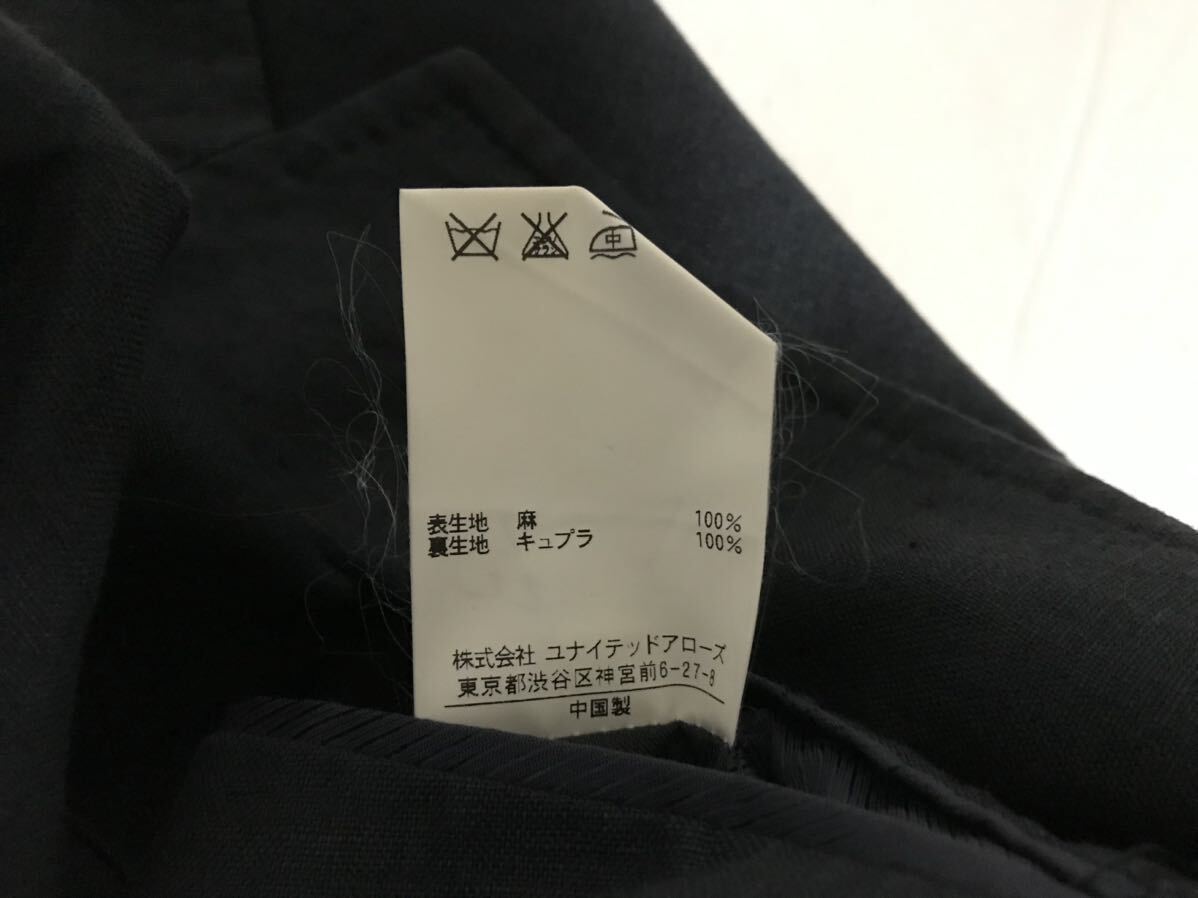 中
表生地 麻 100%
裏生地 キュプラ 100%
株式会社 ユナイテッドアローズ
東京都渋谷区神宮前6-27-8
中国製